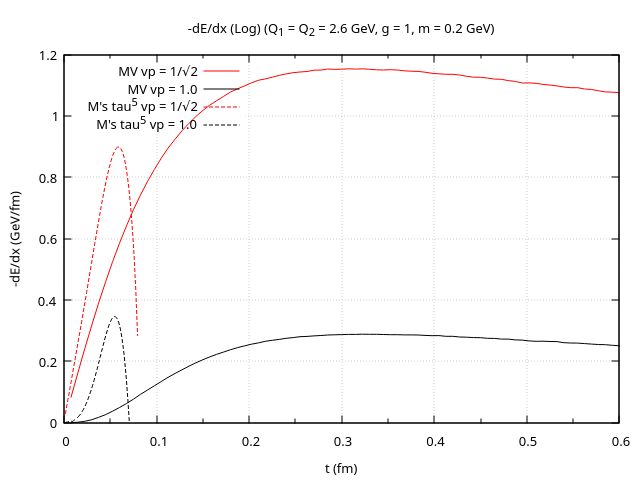 -dE/dx (Log) (Q1 = Q2 = 2.6 GeV, g = 1, m = 0.2 GeV)
MV vp = 1/√2
MV vp = 1.0
M's tau5 vp = 1/√2
M's tau5 vp = 1.0
-dE/dx (GeV/fm)
1.2
1
0.8
0.6
0.4
0.2
0
0 0.1 0.2 0.3 0.4 0.5 0.6
t (fm)